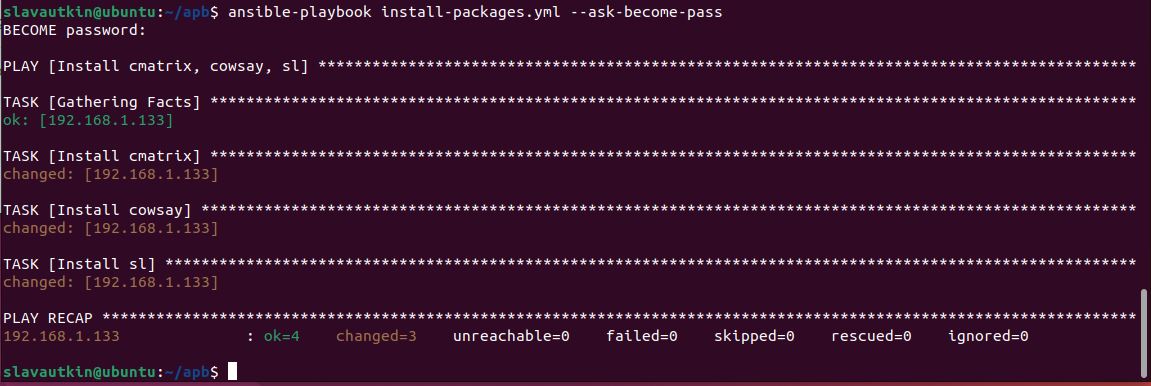 slavautkin@ubuntu:~/apb$ ansible-playbook install-packages.yml --ask-become-pass
BECOME password:
PLAY [Install cmatrix, cowsay, sl] *******************************************************************************************
TASK [Gathering Facts] *******************************************************************************************************
ok: [192.168.1.133]
TASK [Install cmatrix] *******************************************************************************************************
changed: [192.168.1.133]
TASK [Install cowsay] ********************************************************************************************************
changed: [192.168.1.133]
TASK [Install sl] ************************************************************************************************************
changed: [192.168.1.133]
PLAY RECAP *******************************************************************************************************************
192.168.1.133              : ok=4    changed=3    unreachable=0    failed=0    skipped=0    rescued=0    ignored=0
slavautkin@ubuntu:~/apb$